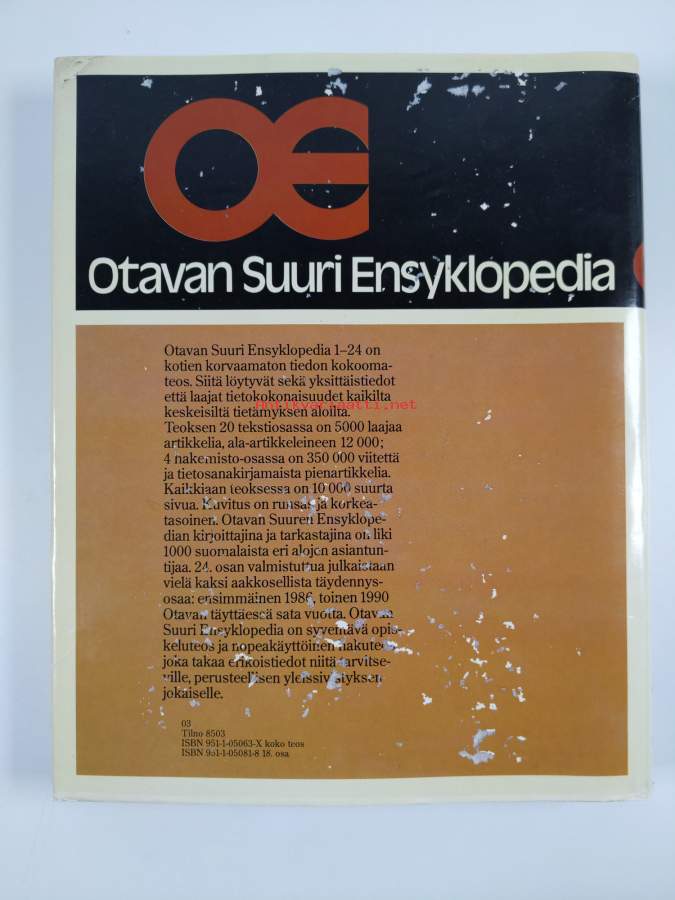 OE
Otavan Suuri Ensyklopedia
Otavan Suuri Ensyklopedia 1–24 on
kotien korvaamaton tiedon kokooma-
teos. Siitä löytyvät sekä yksittäistiedot
että laajat tietokokonaisuudet kaikilta
Antikvariaatti.net
keskeisiltä tietämyksen aloilta.
Teoksen 20 tekstiosassa on 5000 laajaa
artikkelia, ala-artikkeleineen 12 000;
4 hakemisto-osassa on 350 000 viitettä
ja tietosanakirjamaista pienartikkelia.
Kaikkiaan teoksessa on 10 000 suurta
sivua. Kuvitus on runsas ja korkea-
tasoinen. Otavan Suuren Ensyklope-
dian kirjoittajina ja tarkastajina on liki
1000 suomalaista eri alojen asiantun-
tijaa. 24. osan valmistuttua julkaistaan
vielä kaksi aakkosellista täydennys-
osaa: ensimmäinen 1986, toinen 1990
Otavan täyttäessä sata vuotta. Otavan
Suuri Ensyklopedia on syventävä opis-
keluteos ja nopeakäyttöinen hakuteos
joka takaa erikoistiedot niitä tarvitse-
ville, perusteellisen yleissivistyksen
jokaiselle.
03
Tilno 8503
ISBN 951-1-05063-X koko teos
ISBN 951-1-05081-8 18. osa